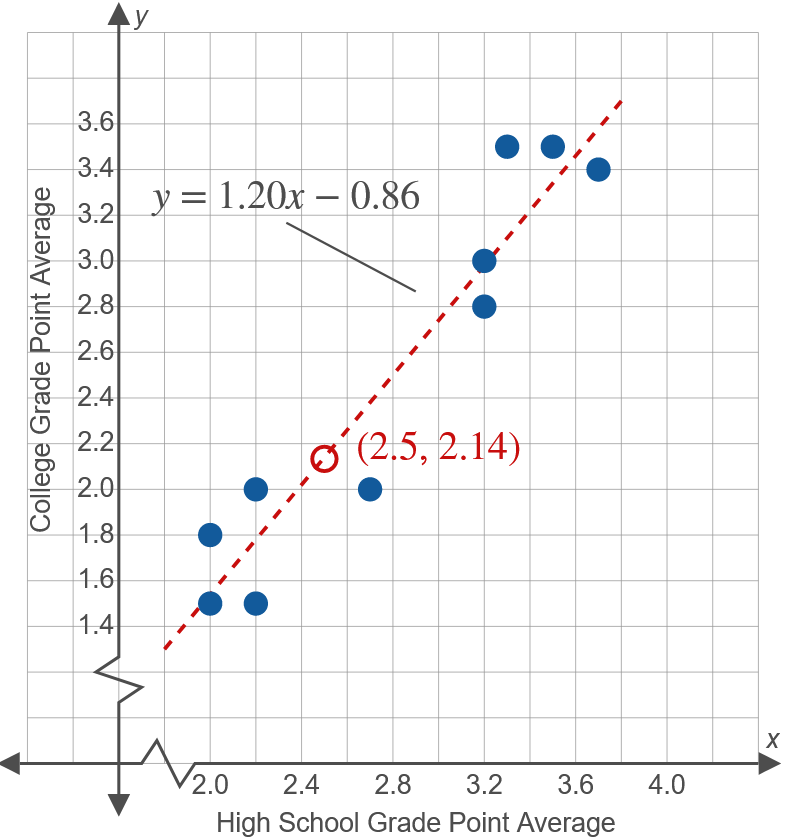 y
3.6
3.4
3.2
3.0
2.8
2.6
2.4
2.2
2.0
1.8
1.6
1.4
College Grade Point Average
y = 1.20x − 0.86
(2.5, 2.14)
x
2.0 2.4 2.8 3.2 3.6 4.0
High School Grade Point Average